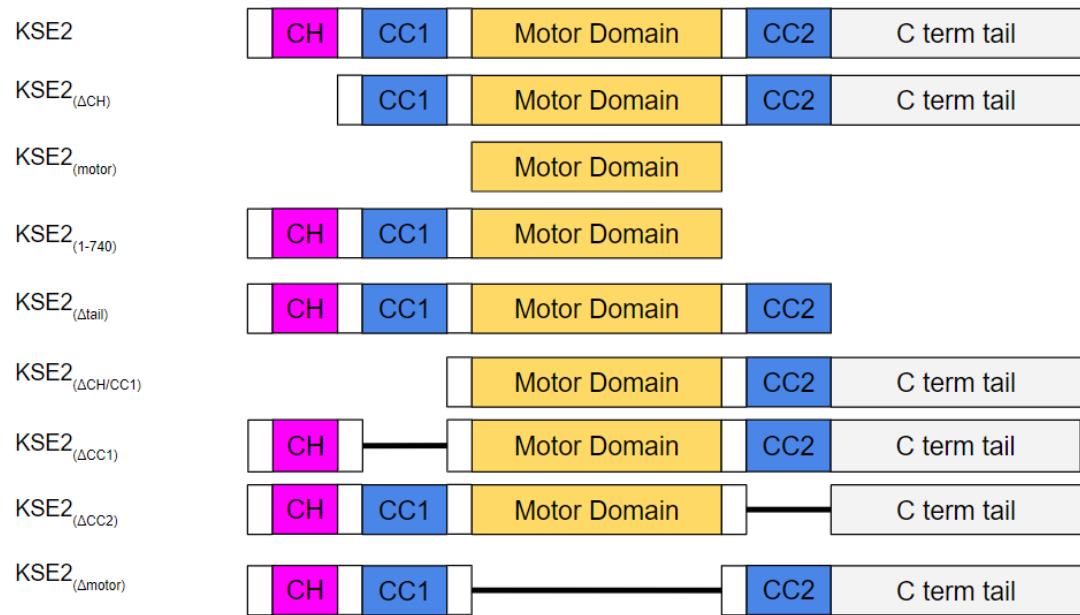 KSE2 CH CC1 Motor Domain CC2 C term tail
KSE2(ΔCH) CC1 Motor Domain CC2 C term tail
KSE2(motor) Motor Domain
KSE2(1-740) CH CC1 Motor Domain
KSE2(Δtail) CH CC1 Motor Domain CC2
KSE2(ΔCH/CC1) Motor Domain CC2 C term tail
KSE2(ΔCC1) CH Motor Domain CC2 C term tail
KSE2(ΔCC2) CH CC1 Motor Domain C term tail
KSE2(Δmotor) CH CC1 CC2 C term tail